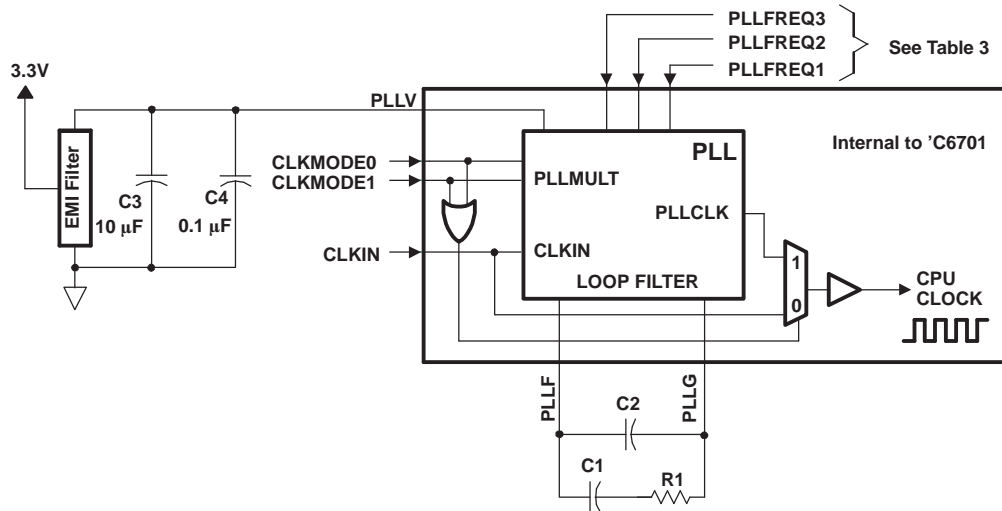 PLLFREQ3
PLLFREQ2
PLLFREQ1
See Table 3
3.3V
PLLV
Internal to ’C6701
PLL
EMI Filter
CLKMODE0
CLKMODE1
PLLMULT
C3
10 μF
C4
0.1 μF
PLLCLK
CLKIN
CLKIN
LOOP FILTER
1
0
CPU
CLOCK
PLLF
PLLG
C2
C1
R1